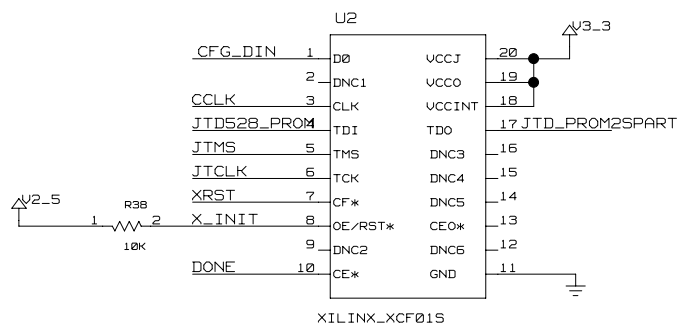 U2
V3_3
CFG_DIN 1 D0 VCCJ 20
2 DNC1 VCCO 19
CCLK 3 CLK VCCINT 18
JTD528_PROM 4 TDI TDO 17 JTD_PROM2SPART
JTMS 5 TMS DNC3 16
JTCLK 6 TCK DNC4 15
XRST 7 CF* DNC5 14
V2_5 1 R38 2 X_INIT 8 OE/RST* CEO* 13
10K 9 DNC2 DNC6 12
DONE 10 CE* GND 11
XILINX_XCF01S